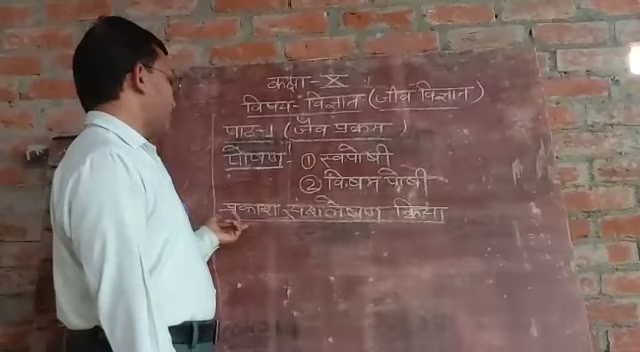 कक्षा - X
विषय - विज्ञान (जीव विज्ञान)
पाठ-1 (जैव प्रक्रम )
पोषण - ① स्वपोषी
② विषमपोषी
प्रकाश संश्लेषण क्रिया